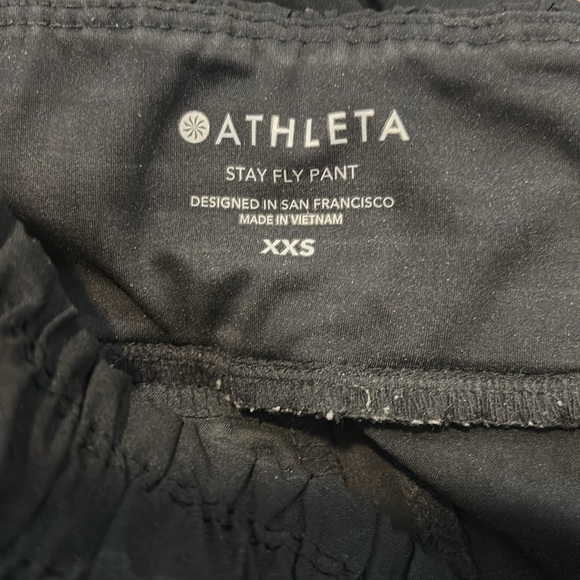 ATHLETA
STAY FLY PANT
DESIGNED IN SAN FRANCISCO
MADE IN VIETNAM
XXS